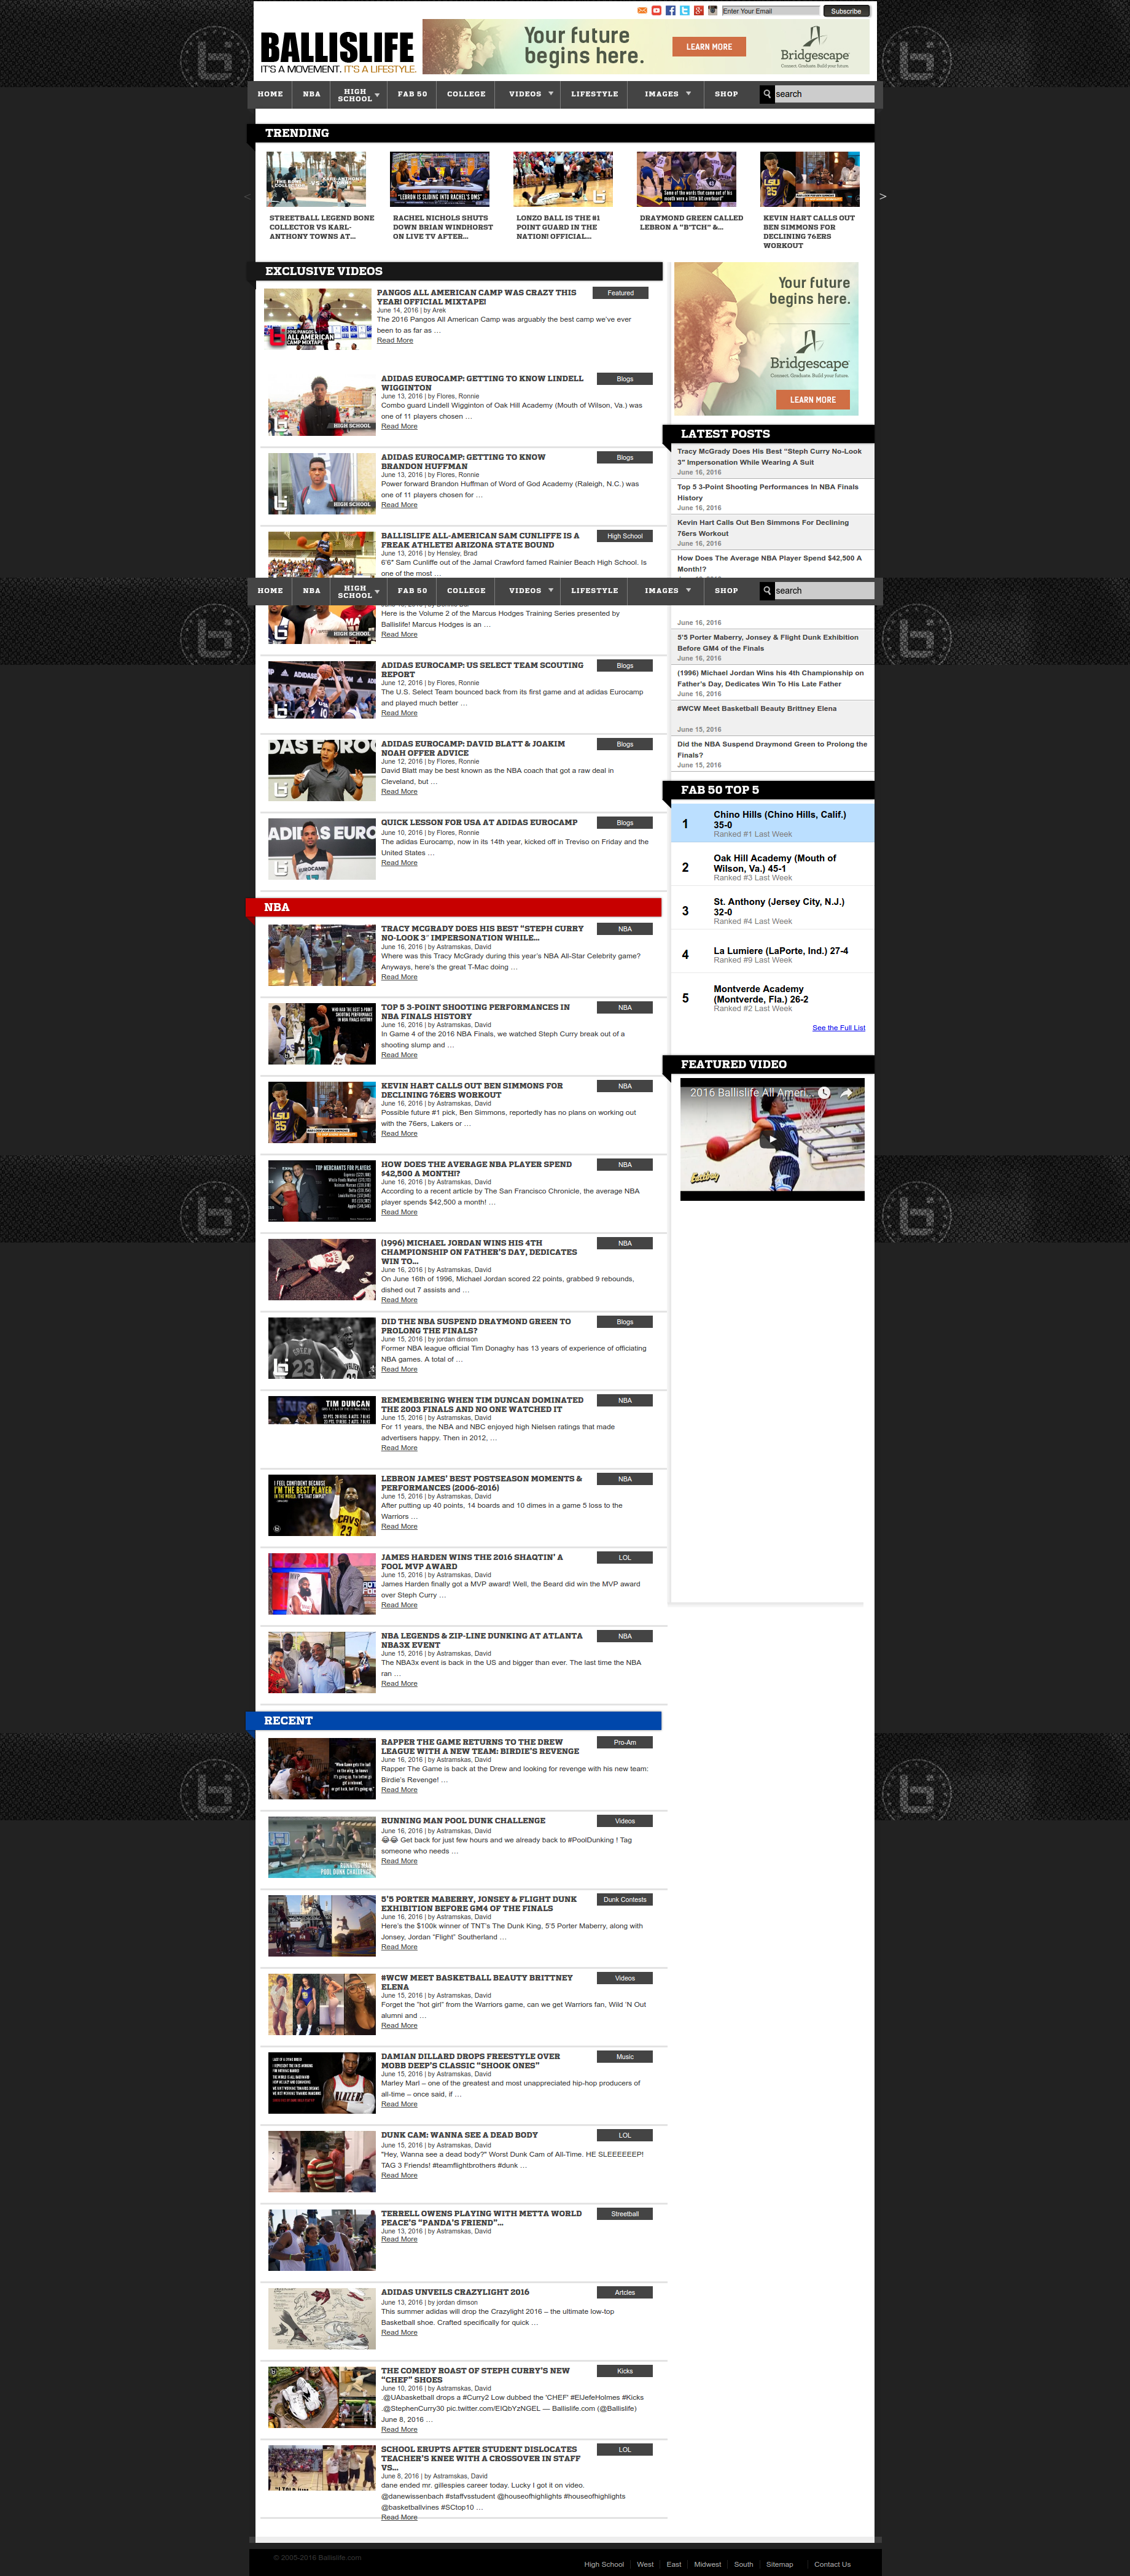 Enter Your Email
Subscribe
BALLISLIFE
IT'S A MOVEMENT. IT'S A LIFESTYLE.
Your future
begins here.
LEARN MORE
Bridgescape
Connect. Graduate. Build your future.
HOME
NBA
HIGH
SCHOOL
FAB 50
COLLEGE
VIDEOS
LIFESTYLE
IMAGES
SHOP
search
TRENDING
STREETBALL LEGEND BONE
COLLECTOR VS KARL-
ANTHONY TOWNS AT...
RACHEL NICHOLS SHUTS
DOWN BRIAN WINDHORST
ON LIVE TV AFTER...
LONZO BALL IS THE #1
POINT GUARD IN THE
NATION! OFFICIAL...
DRAYMOND GREEN CALLED
LEBRON A "B*TCH" &...
KEVIN HART CALLS OUT
BEN SIMMONS FOR
DECLINING 76ERS
WORKOUT
EXCLUSIVE VIDEOS
PANGOS ALL AMERICAN CAMP WAS CRAZY THIS
YEAR! OFFICIAL MIXTAPE!
Featured
June 14, 2016 | by Arek
The 2016 Pangos All American Camp was arguably the best camp we've ever
been to as far as …
Read More
ADIDAS EUROCAMP: GETTING TO KNOW LINDELL
WIGGINTON
Blogs
June 13, 2016 | by Flores, Ronnie
Combo guard Lindell Wigginton of Oak Hill Academy (Mouth of Wilson, Va.) was
one of 11 players chosen …
Read More
ADIDAS EUROCAMP: GETTING TO KNOW
BRANDON HUFFMAN
Blogs
June 13, 2016 | by Flores, Ronnie
Power forward Brandon Huffman of Word of God Academy (Raleigh, N.C.) was
one of 11 players chosen for …
Read More
BALLISLIFE ALL-AMERICAN SAM CUNLIFFE IS A
FREAK ATHLETE! ARIZONA STATE BOUND
High School
June 13, 2016 | by Hensley, Brad
6'6" Sam Cunliffe out of the Jamal Crawford famed Rainier Beach High School. Is
one of the most …
HOME
NBA
HIGH
SCHOOL
FAB 50
COLLEGE
VIDEOS
LIFESTYLE
IMAGES
SHOP
search
Here is the Volume 2 of the Marcus Hodges Training Series presented by
Ballislife! Marcus Hodges is an …
Read More
ADIDAS EUROCAMP: US SELECT TEAM SCOUTING
REPORT
Blogs
June 12, 2016 | by Flores, Ronnie
The U.S. Select Team bounced back from its first game and at adidas Eurocamp
and played much better …
Read More
ADIDAS EUROCAMP: DAVID BLATT & JOAKIM
NOAH OFFER ADVICE
Blogs
June 12, 2016 | by Flores, Ronnie
David Blatt may be best known as the NBA coach that got a raw deal in
Cleveland, but …
Read More
QUICK LESSON FOR USA AT ADIDAS EUROCAMP
Blogs
June 10, 2016 | by Flores, Ronnie
The adidas Eurocamp, now in its 14th year, kicked off in Treviso on Friday and the
United States …
Read More
NBA
TRACY MCGRADY DOES HIS BEST "STEPH CURRY
NO-LOOK 3" IMPERSONATION WHILE...
NBA
June 16, 2016 | by Astramskas, David
Where was this Tracy McGrady during this year's NBA All-Star Celebrity game?
Anyways, here's the great T-Mac doing …
Read More
TOP 5 3-POINT SHOOTING PERFORMANCES IN
NBA FINALS HISTORY
NBA
June 16, 2016 | by Astramskas, David
In Game 4 of the 2016 NBA Finals, we watched Steph Curry break out of a
shooting slump and …
Read More
KEVIN HART CALLS OUT BEN SIMMONS FOR
DECLINING 76ERS WORKOUT
NBA
June 16, 2016 | by Astramskas, David
Possible future #1 pick, Ben Simmons, reportedly has no plans on working out
with the 76ers, Lakers or …
Read More
HOW DOES THE AVERAGE NBA PLAYER SPEND
$42,500 A MONTH!?
NBA
June 16, 2016 | by Astramskas, David
According to a recent article by The San Francisco Chronicle, the average NBA
player spends $42,500 a month! …
Read More
(1996) MICHAEL JORDAN WINS HIS 4TH
CHAMPIONSHIP ON FATHER'S DAY, DEDICATES
WIN TO...
NBA
June 16, 2016 | by Astramskas, David
On June 16th of 1996, Michael Jordan scored 22 points, grabbed 9 rebounds,
dished out 7 assists and …
Read More
DID THE NBA SUSPEND DRAYMOND GREEN TO
PROLONG THE FINALS?
Blogs
June 15, 2016 | by jordan dimson
Former NBA league official Tim Donaghy has 13 years of experience of officiating
NBA games. A total of …
Read More
REMEMBERING WHEN TIM DUNCAN DOMINATED
THE 2003 FINALS AND NO ONE WATCHED IT
NBA
June 15, 2016 | by Astramskas, David
For 11 years, the NBA and NBC enjoyed high Nielsen ratings that made
advertisers happy. Then in 2012, …
Read More
LEBRON JAMES' BEST POSTSEASON MOMENTS &
PERFORMANCES (2006-2016)
NBA
June 15, 2016 | by Astramskas, David
After putting up 40 points, 14 boards and 10 dimes in a game 5 loss to the
Warriors …
Read More
JAMES HARDEN WINS THE 2016 SHAQTIN' A
FOOL MVP AWARD
LOL
June 15, 2016 | by Astramskas, David
James Harden finally got a MVP award! Well, the Beard did win the MVP award
over Steph Curry …
Read More
NBA LEGENDS & ZIP-LINE DUNKING AT ATLANTA
NBA3X EVENT
NBA
June 15, 2016 | by Astramskas, David
The NBA3x event is back in the US and bigger than ever. The last time the NBA
ran …
Read More
RECENT
RAPPER THE GAME RETURNS TO THE DREW
LEAGUE WITH A NEW TEAM: BIRDIE'S REVENGE
Pro-Am
June 16, 2016 | by Astramskas, David
Rapper The Game is back at the Drew and looking for revenge with his new team:
Birdie's Revenge! …
Read More
RUNNING MAN POOL DUNK CHALLENGE
Videos
June 16, 2016 | by Astramskas, David
😂😂 Get back for just few hours and we already back to #PoolDunking ! Tag
someone who needs …
Read More
5'5 PORTER MABERRY, JONSEY & FLIGHT DUNK
EXHIBITION BEFORE GM4 OF THE FINALS
Dunk Contests
June 16, 2016 | by Astramskas, David
Here's the $100k winner of TNT's The Dunk King, 5'5 Porter Maberry, along with
Jonsey, Jordan "Flight" Southerland …
Read More
#WCW MEET BASKETBALL BEAUTY BRITTNEY
ELENA
Videos
June 15, 2016 | by Astramskas, David
Forget the "hot girl" from the Warriors game, can we get Warriors fan, Wild 'N Out
alumni and …
Read More
DAMIAN DILLARD DROPS FREESTYLE OVER
MOBB DEEP'S CLASSIC "SHOOK ONES"
Music
June 15, 2016 | by Astramskas, David
Marley Marl – one of the greatest and most unappreciated hip-hop producers of
all-time – once said, if …
Read More
DUNK CAM: WANNA SEE A DEAD BODY
LOL
June 15, 2016 | by Astramskas, David
"Hey, Wanna see a dead body?" Worst Dunk Cam of All-Time. HE SLEEEEEEP!
TAG 3 Friends! #teamflightbrothers #dunk …
Read More
TERRELL OWENS PLAYING WITH METTA WORLD
PEACE'S "PANDA'S FRIEND"...
Streetball
June 13, 2016 | by Astramskas, David
Read More
ADIDAS UNVEILS CRAZYLIGHT 2016
Artcles
June 13, 2016 | by jordan dimson
This summer adidas will drop the Crazylight 2016 – the ultimate low-top
Basketball shoe. Crafted specifically for quick …
Read More
THE COMEDY ROAST OF STEPH CURRY'S NEW
"CHEF" SHOES
Kicks
June 10, 2016 | by Astramskas, David
.@UAbasketball drops a #Curry2 Low dubbed the 'CHEF' #ElJefeHolmes #Kicks
.@StephenCurry30 pic.twitter.com/EIQbYzNGEL — Ballislife.com (@Ballislife)
June 8, 2016 …
Read More
SCHOOL ERUPTS AFTER STUDENT DISLOCATES
TEACHER'S KNEE WITH A CROSSOVER IN STAFF
VS...
LOL
June 8, 2016 | by Astramskas, David
dane ended mr. gillespies career today. Lucky I got it on video.
@danewissenbach #staffvsstudent @houseofhighlights #houseofhighlights
@basketballvines #SCtop10 …
Read More
Your future
begins here.
Bridgescape
Connect. Graduate. Build your future.
LEARN MORE
LATEST POSTS
Tracy McGrady Does His Best "Steph Curry No-Look
3" Impersonation While Wearing A Suit
June 16, 2016
Top 5 3-Point Shooting Performances In NBA Finals
History
June 16, 2016
Kevin Hart Calls Out Ben Simmons For Declining
76ers Workout
June 16, 2016
How Does The Average NBA Player Spend $42,500 A
Month!?
June 16, 2016
5'5 Porter Maberry, Jonsey & Flight Dunk Exhibition
Before GM4 of the Finals
June 16, 2016
(1996) Michael Jordan Wins his 4th Championship on
Father's Day, Dedicates Win To His Late Father
June 16, 2016
#WCW Meet Basketball Beauty Brittney Elena
June 15, 2016
Did the NBA Suspend Draymond Green to Prolong the
Finals?
June 15, 2016
FAB 50 TOP 5
1
Chino Hills (Chino Hills, Calif.)
35-0
Ranked #1 Last Week
2
Oak Hill Academy (Mouth of
Wilson, Va.) 45-1
Ranked #3 Last Week
3
St. Anthony (Jersey City, N.J.)
32-0
Ranked #4 Last Week
4
La Lumiere (LaPorte, Ind.) 27-4
Ranked #9 Last Week
5
Montverde Academy
(Montverde, Fla.) 26-2
Ranked #2 Last Week
See the Full List
FEATURED VIDEO
2016 Ballislife All Ameri...
© 2005-2016 Ballislife.com
High School
West
East
Midwest
South
Sitemap
Contact Us